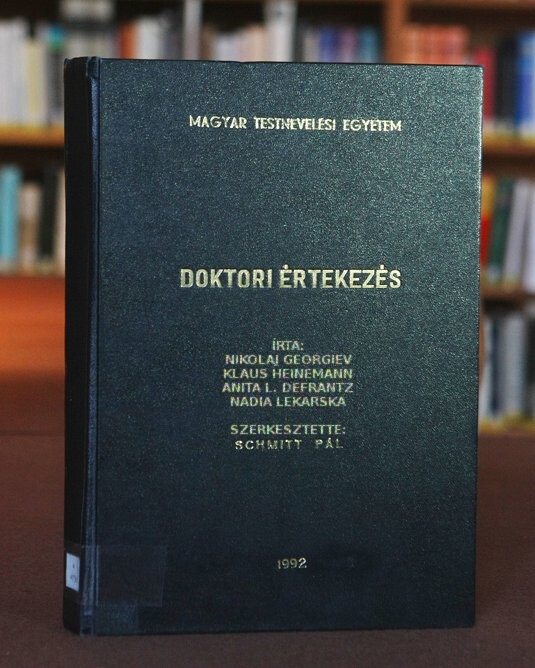 MAGYAR TESTNEVELÉSI EGYETEM
DOKTORI ÉRTEKEZÉS
ÍRTA:
NIKOLAJ GEORGIEV
KLAUS HEINEMANN
ANITA L. DEFRANTZ
NADIA LEKARSKA
SZERKESZTETTE:
SCHMITT PÁL
1992